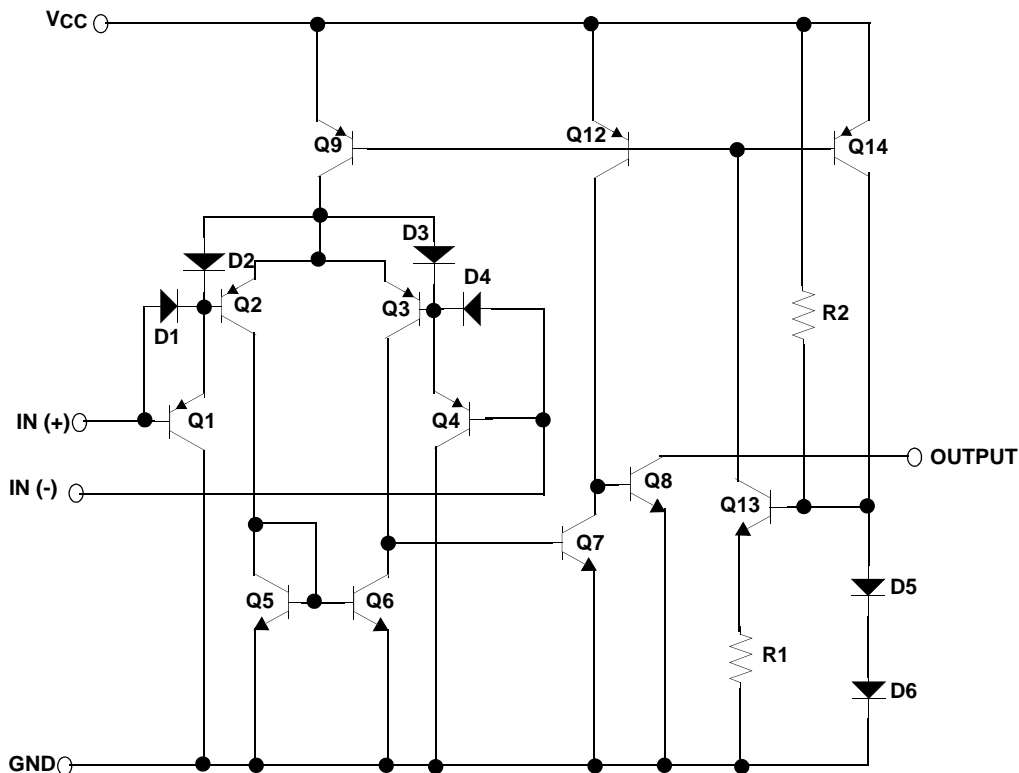 VCC
Q9
Q12
Q14
D3
D2
D4
Q2
Q3
D1
R2
IN (+)
Q1
Q4
OUTPUT
Q8
IN (-)
Q13
Q7
D5
Q5
Q6
R1
D6
GND